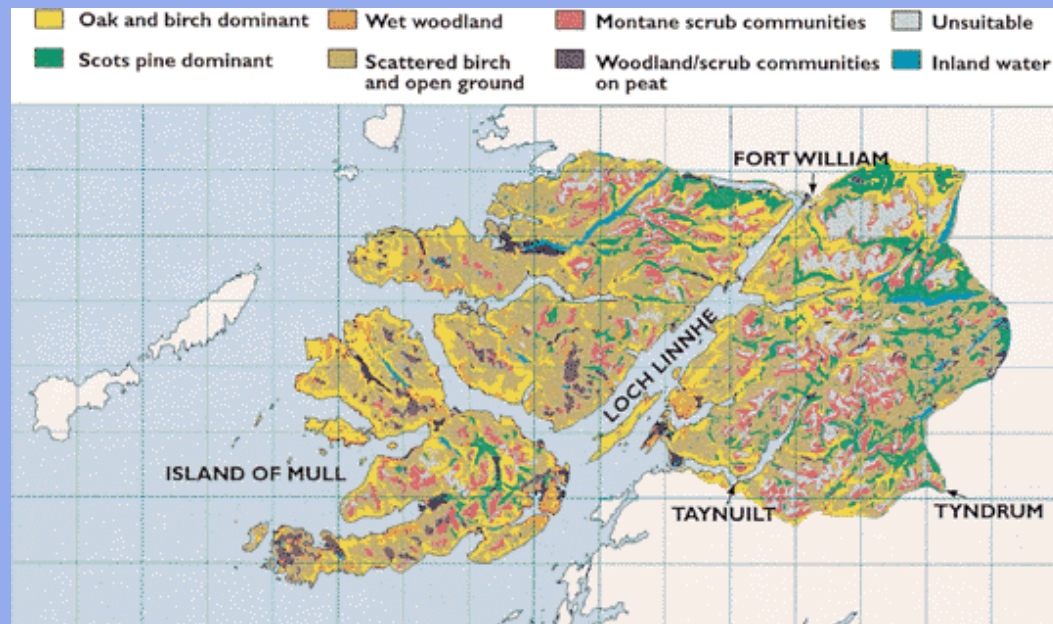 Oak and birch dominant
Wet woodland
Montane scrub communities
Unsuitable
Scots pine dominant
Scattered birch
and open ground
Woodland/scrub communities
on peat
Inland water
FORT WILLIAM
LOCH LINNHE
ISLAND OF MULL
TAYNUILT
TYNDRUM